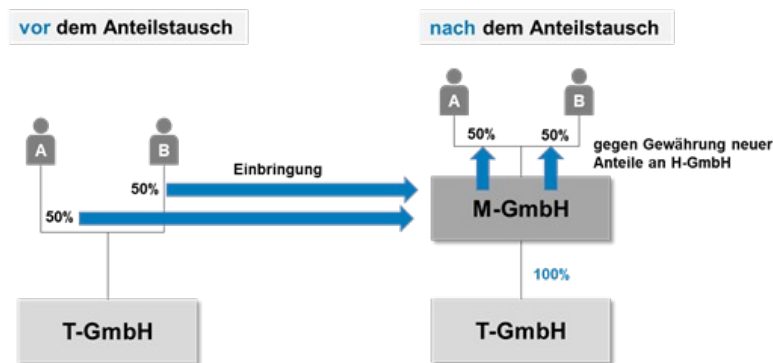 vor dem Anteilstausch
nach dem Anteilstausch
A
B
A
B
50%
50%
gegen Gewährung neuer
Anteile an H-GmbH
Einbringung
50%
50%
M-GmbH
100%
T-GmbH
T-GmbH